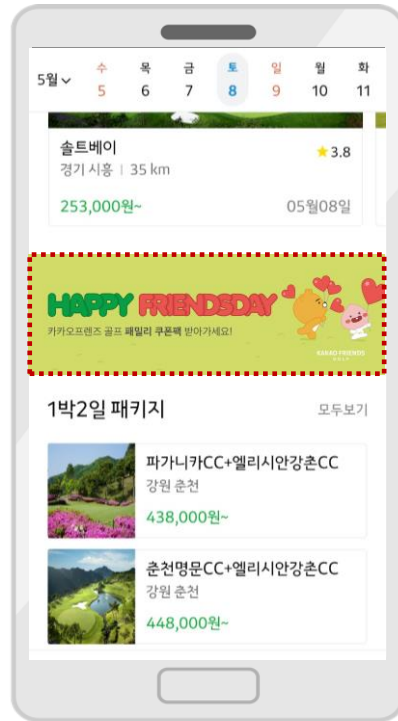 5월 수 목 금 토 일 월 화
5 6 7 8 9 10 11
솔트베이 3.8
경기 시흥 | 35 km
253,000원~ 05월08일
HAPPY FRIENDSDAY
카카오프렌즈 골프 패밀리 쿠폰팩 받아가세요!
KAKAO FRIENDS
GOLF
1박2일 패키지 모두보기
파가니카CC+엘리시안강촌CC
강원 춘천
438,000원~
춘천명문CC+엘리시안강촌CC
강원 춘천
448,000원~